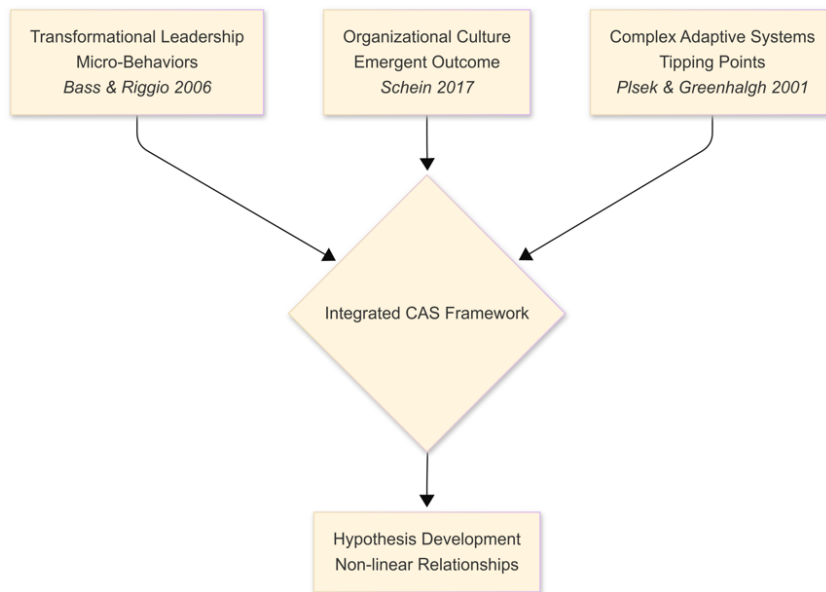 Transformational Leadership
Micro-Behaviors
Bass & Riggio 2006
Organizational Culture
Emergent Outcome
Schein 2017
Complex Adaptive Systems
Tipping Points
Plsek & Greenhalgh 2001
Integrated CAS Framework
Hypothesis Development
Non-linear Relationships